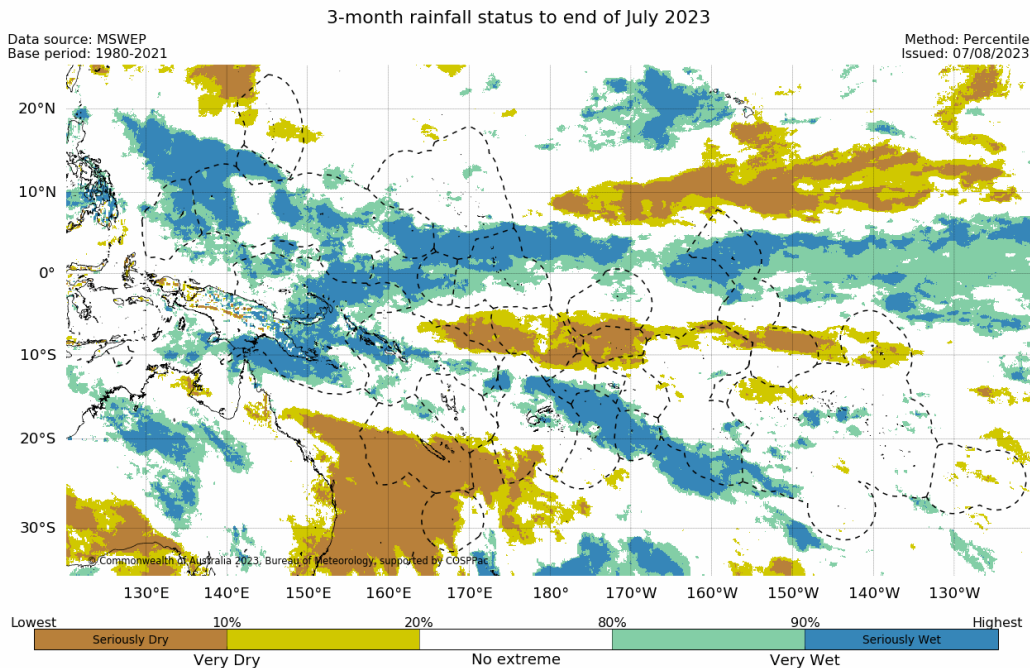 3-month rainfall status to end of July 2023
Data source: MSWEP
Method: Percentile
Base period: 1980-2021
Issued: 07/08/2023
20°N
10°N
0°
10°S
20°S
30°S
© Commonwealth of Australia 2023, Bureau of Meteorology, supported by COSPPac
130°E 140°E 150°E 160°E 170°E 180° 170°W 160°W 150°W 140°W 130°W
Lowest 10% 20% 80% 90% Highest
Seriously Dry Seriously Wet
Very Dry No extreme Very Wet